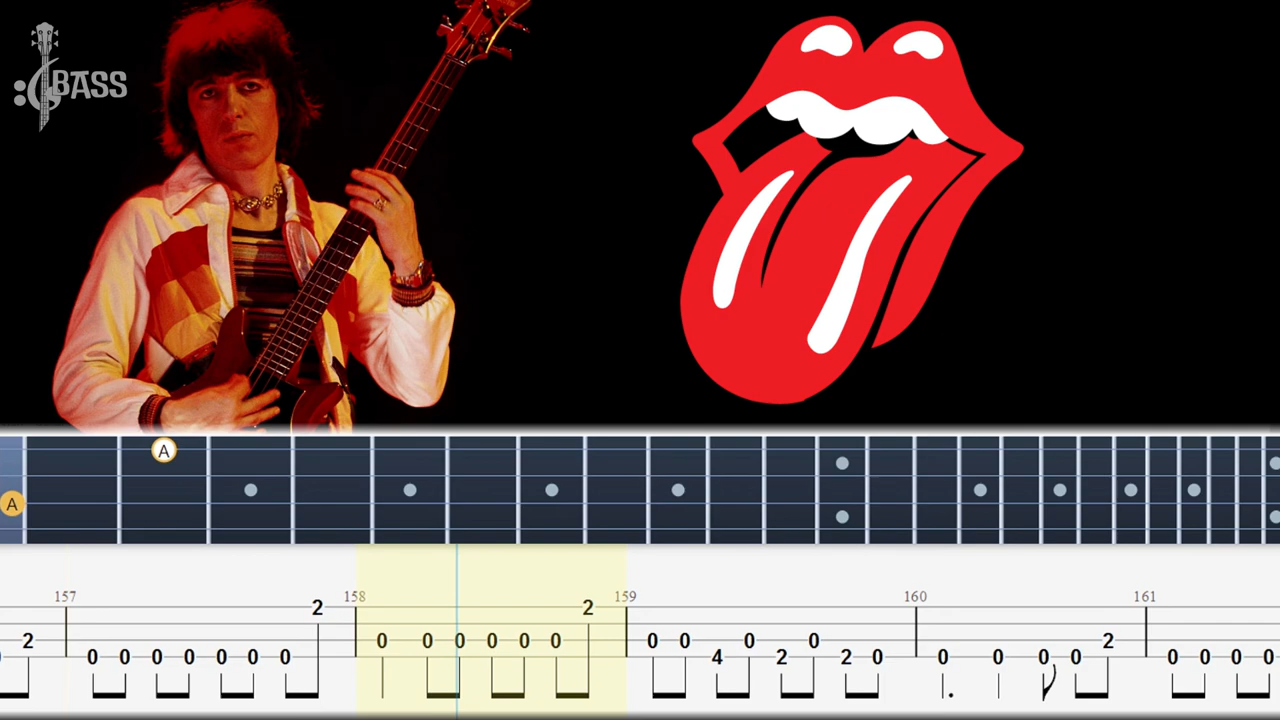 BASS
A
A
157 158 159 160 161
2 2 2
2 0 0 0 0 0 0 0 0 0 0 2
0 0 0 0 0 0 0 4 2 2 0 0 0 0 0 0 0 0 0